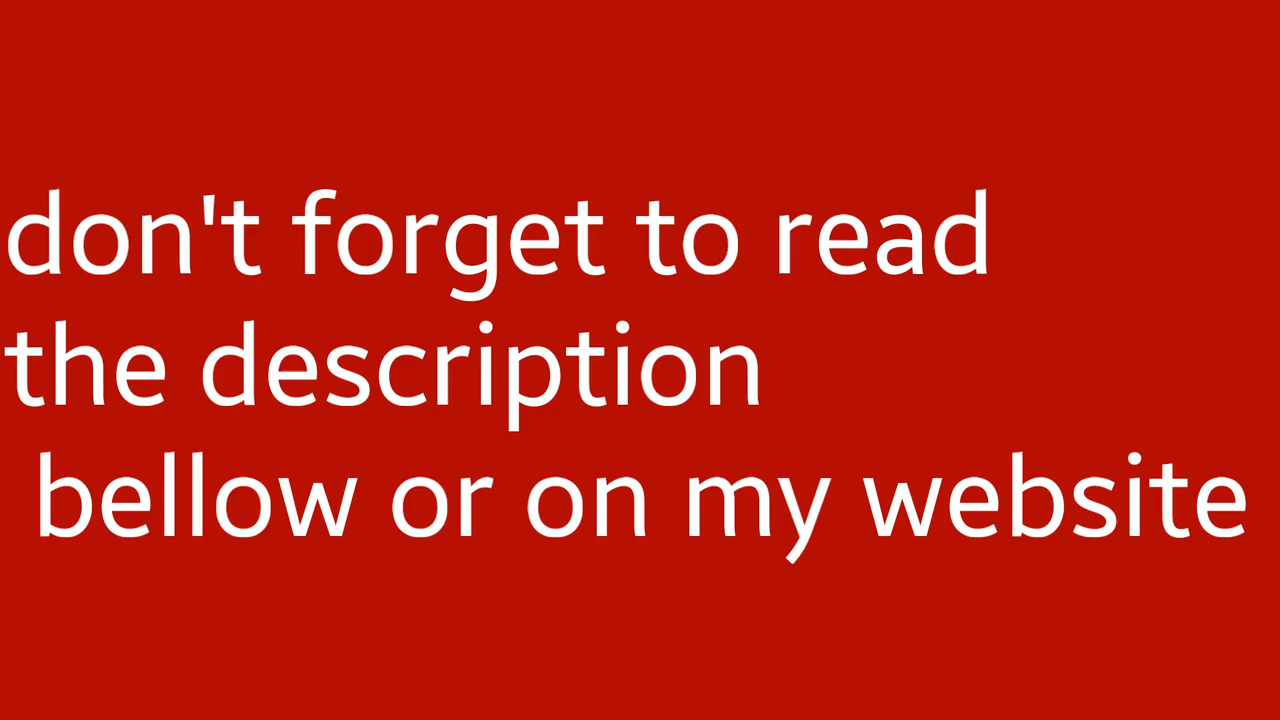 don't forget to read
the description
bellow or on my website